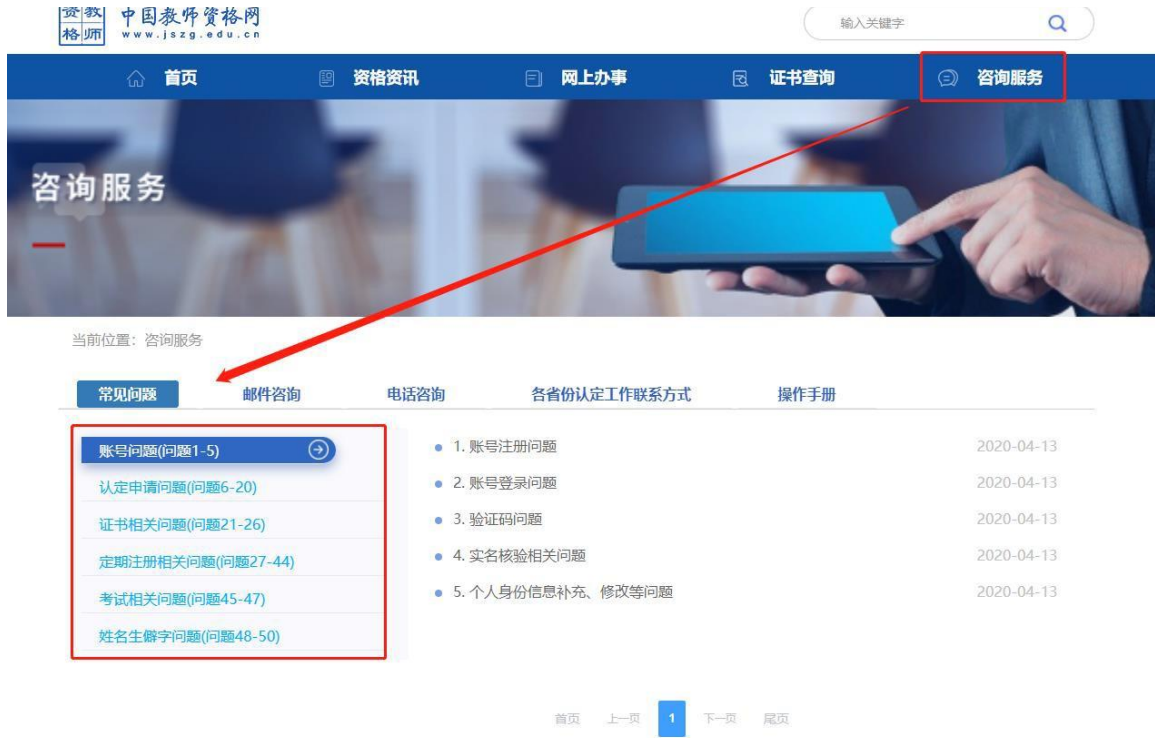 资教 中国教师资格网
格师 www.jszg.edu.cn
输入关键字
首页 资格资讯 网上办事 证书查询 咨询服务
咨询服务
当前位置：咨询服务
常见问题 邮件咨询 电话咨询 各省份认定工作联系方式 操作手册
账号问题(问题1-5)
认定申请问题(问题6-20)
证书相关问题(问题21-26)
定期注册相关问题(问题27-44)
考试相关问题(问题45-47)
姓名生僻字问题(问题48-50)
1. 账号注册问题 2020-04-13
2. 账号登录问题 2020-04-13
3. 验证码问题 2020-04-13
4. 实名核验相关问题 2020-04-13
5. 个人身份信息补充、修改等问题 2020-04-13
首页 上一页 1 下一页 尾页